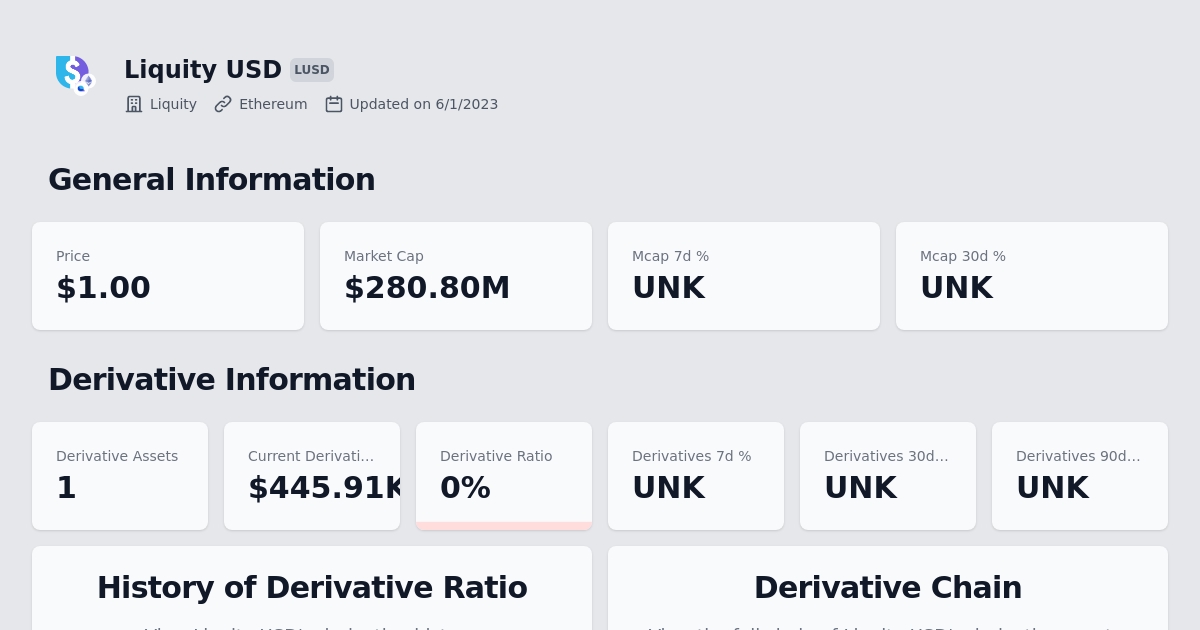 Liquity USD LUSD
Liquity Ethereum Updated on 6/1/2023
General Information
Price
$1.00
Market Cap
$280.80M
Mcap 7d %
UNK
Mcap 30d %
UNK
Derivative Information
Derivative Assets
1
Current Derivati...
$445.91K
Derivative Ratio
0%
Derivatives 7d %
UNK
Derivatives 30d...
UNK
Derivatives 90d...
UNK
History of Derivative Ratio
Derivative Chain